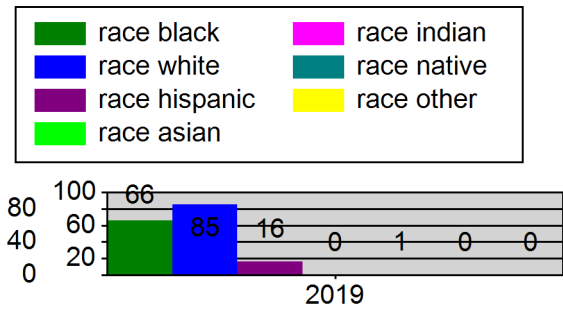 race black race indian
race white race native
race hispanic race other
race asian
100
80
60
40
20
0
66 85 16 0 1 0 0
2019